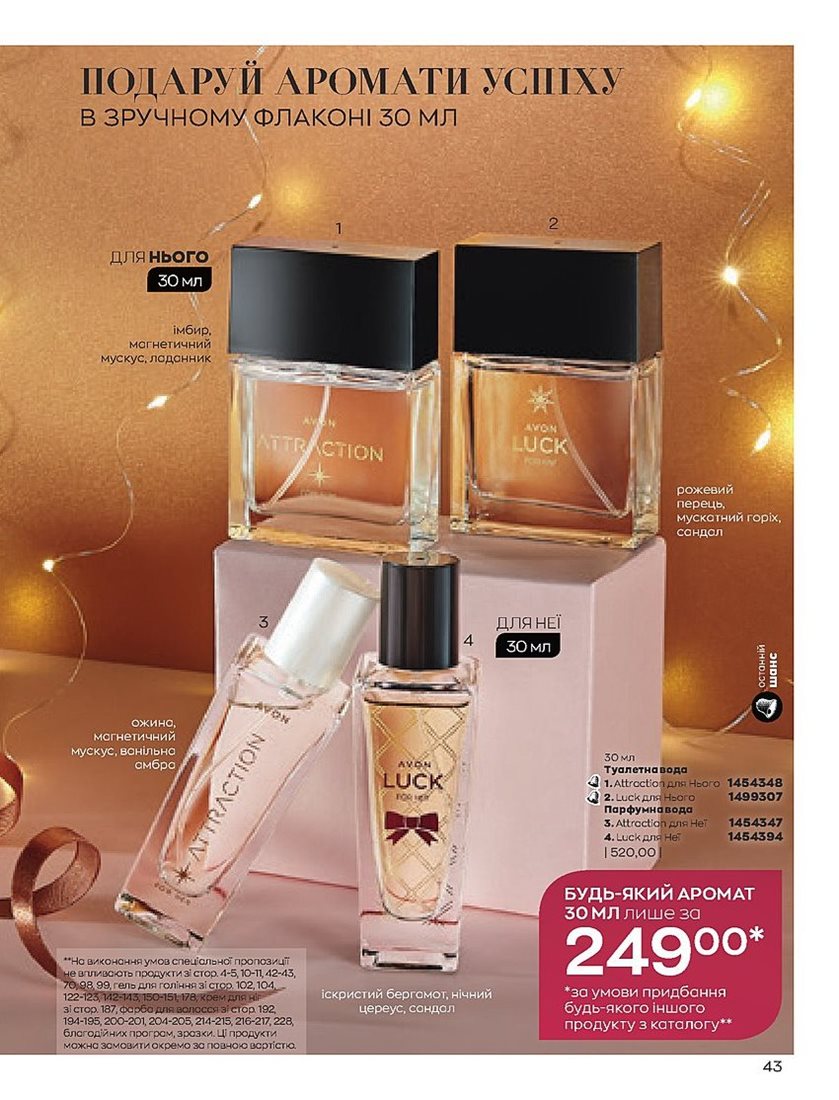 ПОДАРУЙ АРОМАТИ УСПІХУ
В ЗРУЧНОМУ ФЛАКОНІ 30 МЛ
1
2
ДЛЯ НЬОГО
30 МЛ
імбир,
магнетичний
мускус, ладанник
AVON
ATTRACTION
AVON
LUCK
FOR HIM
рожевий
перець,
мускатний горіх,
сандал
3
4
ДЛЯ НЕЇ
30 МЛ
ожина,
магнетичний
мускус, ванільна
амбра
AVON
ATTRACTION
FOR HER
AVON
LUCK
FOR HER
останній
шанс
30 мл
Туалетна вода
1. Attraction для Нього 1454348
2. Luck для Нього 1499307
Парфумна вода
3. Attraction для Неї 1454347
4. Luck для Неї 1454394
| 520,00 |
БУДЬ-ЯКИЙ АРОМАТ
30 МЛ лише за
249⁰⁰*
*за умови придбання
будь-якого іншого
продукту з каталогу**
**На виконання умов спеціальної пропозиції
не впливають продукти зі стор. 4-5, 10-11, 42-43,
70, 98, 99, гель для гоління зі стор. 102, 104,
122-123, 142-143, 150-151, 178, крем для ніг
зі стор. 187, фарба для волосся зі стор. 192,
194-195, 200-201, 204-205, 214-215, 216-217, 228,
благодійних програм, зразки. Ці продукти
можна замовити окремо за повною вартістю.
іскристий бергамот, нічний
цереус, сандал
43